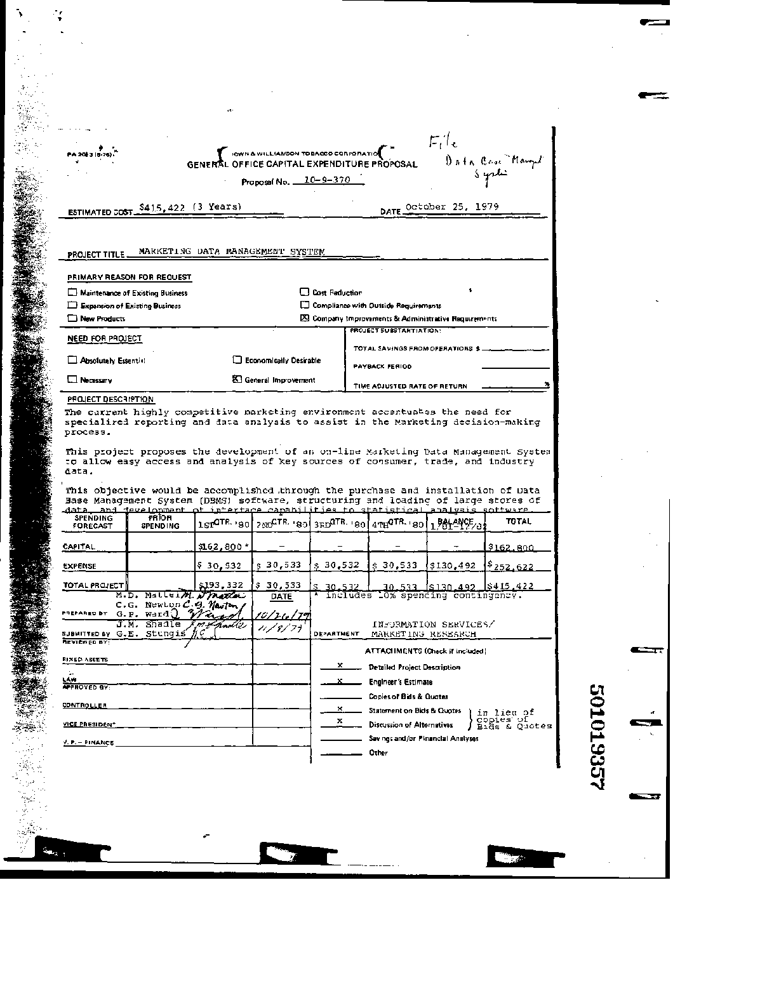 File
Data Base Mangt
PA 3083 (8-76)
BROWN & WILLIAMSON TOBACCO CORPORATION
GENERAL OFFICE CAPITAL EXPENDITURE PROPOSAL
Proposal No. 10-9-370
ESTIMATED COST $415,422 (3 Years)
DATE October 25, 1979
PROJECT TITLE MARKETING DATA MANAGEMENT SYSTEM
PRIMARY REASON FOR REQUEST
Maintenance of Existing Business
Cost Reduction
Expansion of Existing Business
Compliance with Outside Requirements
New Products
X Company Improvements & Administrative Requirements
NEED FOR PROJECT
PROJECT SUBSTANTIATION:
TOTAL SAVINGS FROM OPERATIONS $
Absolutely Essential
Economically Desirable
PAYBACK PERIOD
Necessary
X General Improvement
TIME ADJUSTED RATE OF RETURN %
PROJECT DESCRIPTION
The current highly competitive marketing environment accentuates the need for
specialized reporting and data analysis to assist in the Marketing decision-making
process.
This project proposes the development of an on-line Marketing Data Management System
to allow easy access and analysis of key sources of consumer, trade, and industry
data.
This objective would be accomplished through the purchase and installation of Data
Base Management System (DBMS) software, structuring and loading of large stores of
data, and development of interface capabilities to statistical analysis software.
SPENDING FORECAST PRIOR SPENDING 1ST QTR. '80 2ND QTR. '80 3RD QTR. '80 4TH QTR. '80 BALANCE TOTAL
CAPITAL $162,800 * - - - - $162,800
EXPENSE $ 30,532 $ 30,533 $ 30,532 $ 30,533 $130,492 $252,622
TOTAL PROJECT $193,332 $ 30,533 $ 30,532 30,533 $130,492 $415,422
M.D. Matteis DATE * includes 10% spending contingency.
C.G. Newton C.G. Newton
PREPARED BY G.P. Ward 10/26/79
J.M. Shadle 11/8/79 INFORMATION SERVICES/
SUBMITTED BY G.E. Stungis DEPARTMENT MARKETING RESEARCH
REVIEWED BY:
ATTACHMENTS (Check if included)
FIXED ASSETS
x Detailed Project Description
LAW
x Engineer's Estimate
APPROVED BY:
Copies of Bids & Quotes
CONTROLLER
x Statement on Bids & Quotes
in lieu of
copies of
Bids & Quotes
VICE PRESIDENT
x Discussion of Alternatives
Savings and/or Financial Analyses
V. P. - FINANCE
Other
501019357